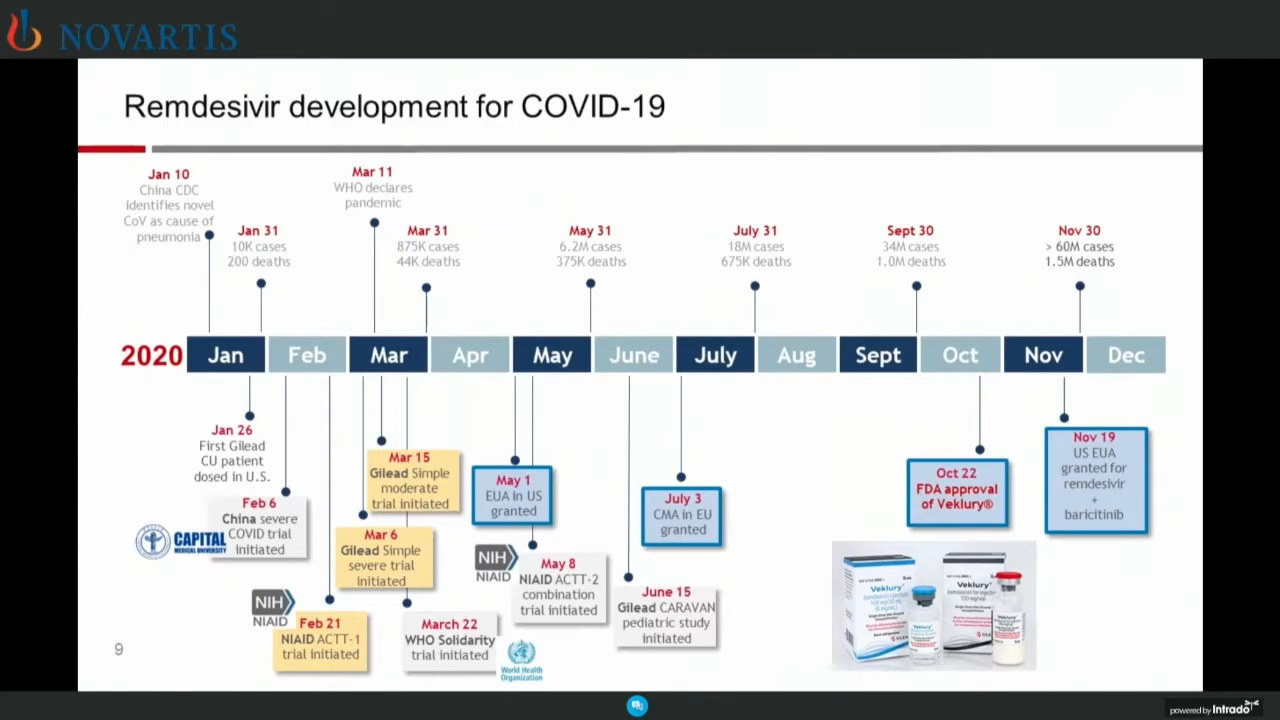 NOVARTIS
Remdesivir development for COVID-19
Jan 10
China CDC
identifies novel
CoV as cause of
pneumonia
Jan 31
10K cases
200 deaths
Mar 11
WHO declares
pandemic
Mar 31
875K cases
44K deaths
May 31
6.2M cases
375K deaths
July 31
18M cases
675K deaths
Sept 30
34M cases
1.0M deaths
Nov 30
> 60M cases
1.5M deaths
2020 Jan Feb Mar Apr May June July Aug Sept Oct Nov Dec
Jan 26
First Gilead
CU patient
dosed in U.S.
Feb 6
China severe
COVID trial
initiated
CAPITAL
MEDICAL UNIVERSITY
NIH
NIAID
Feb 21
NIAID ACTT-1
trial initiated
Mar 15
Gilead Simple
moderate
trial initiated
Mar 6
Gilead Simple
severe trial
initiated
March 22
WHO Solidarity
trial initiated
World Health
Organization
May 1
EUA in US
granted
NIH
NIAID
May 8
NIAID ACTT-2
combination
trial initiated
June 15
Gilead CARAVAN
pediatric study
initiated
July 3
CMA in EU
granted
Oct 22
FDA approval
of Veklury®
Nov 19
US EUA
granted for
remdesivir
+
baricitinib
Veklury
Veklury
9
powered by Intrado